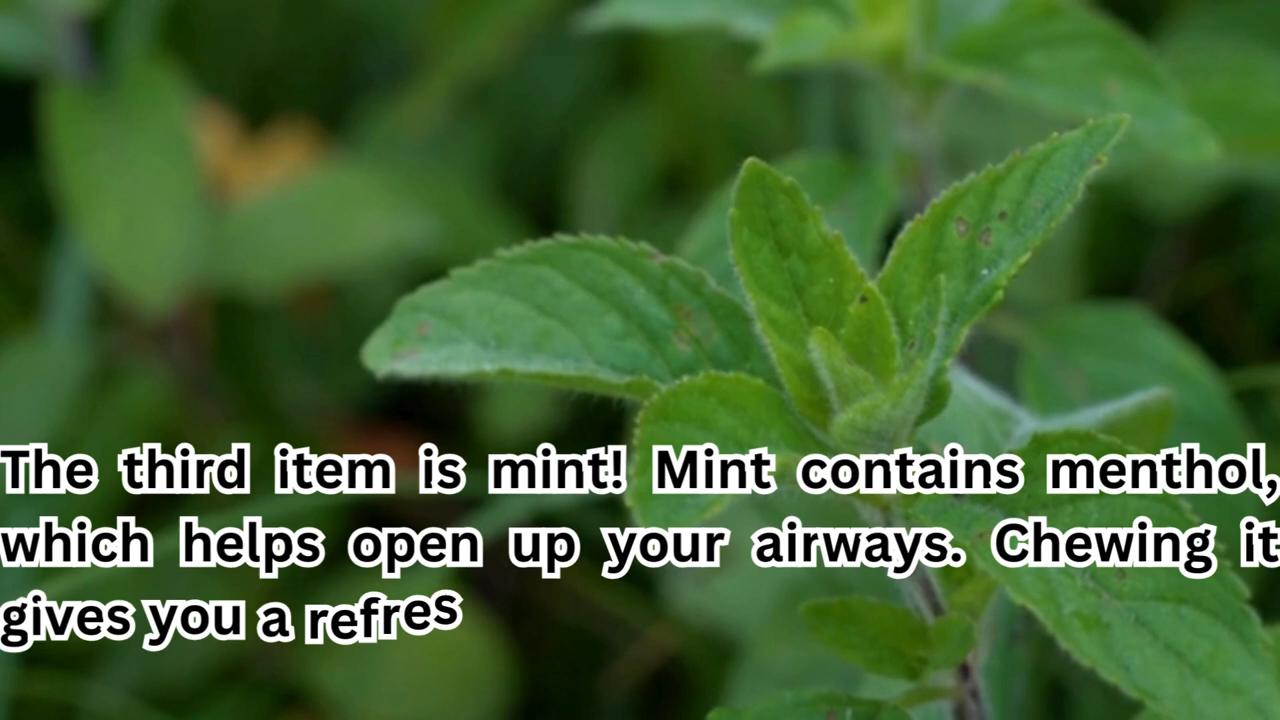 The third item is mint! Mint contains menthol,
which helps open up your airways. Chewing it
gives you a refres